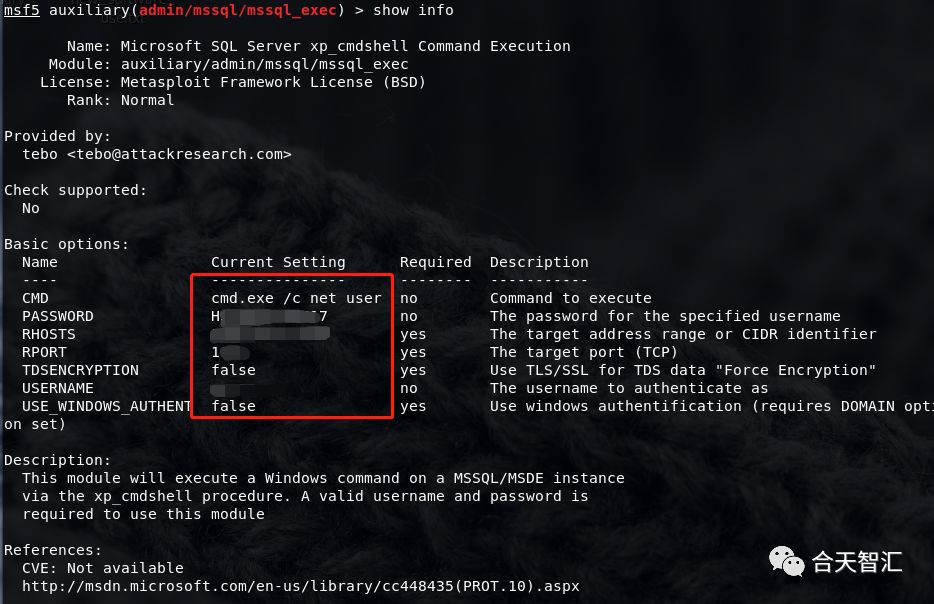 msf5 auxiliary(admin/mssql/mssql_exec) > show info
Name: Microsoft SQL Server xp_cmdshell Command Execution
Module: auxiliary/admin/mssql/mssql_exec
License: Metasploit Framework License (BSD)
Rank: Normal
Provided by:
tebo <tebo@attackresearch.com>
Check supported:
No
Basic options:
Name Current Setting Required Description
---- --------------- -------- -----------
CMD cmd.exe /c net user no Command to execute
PASSWORD no The password for the specified username
RHOSTS yes The target address range or CIDR identifier
RPORT yes The target port (TCP)
TDSENCRYPTION false yes Use TLS/SSL for TDS data "Force Encryption"
USERNAME no The username to authenticate as
USE_WINDOWS_AUTHENT false yes Use windows authentification (requires DOMAIN opti
on set)
Description:
This module will execute a Windows command on a MSSQL/MSDE instance
via the xp_cmdshell procedure. A valid username and password is
required to use this module
References:
CVE: Not available
http://msdn.microsoft.com/en-us/library/cc448435(PROT.10).aspx
合天智汇